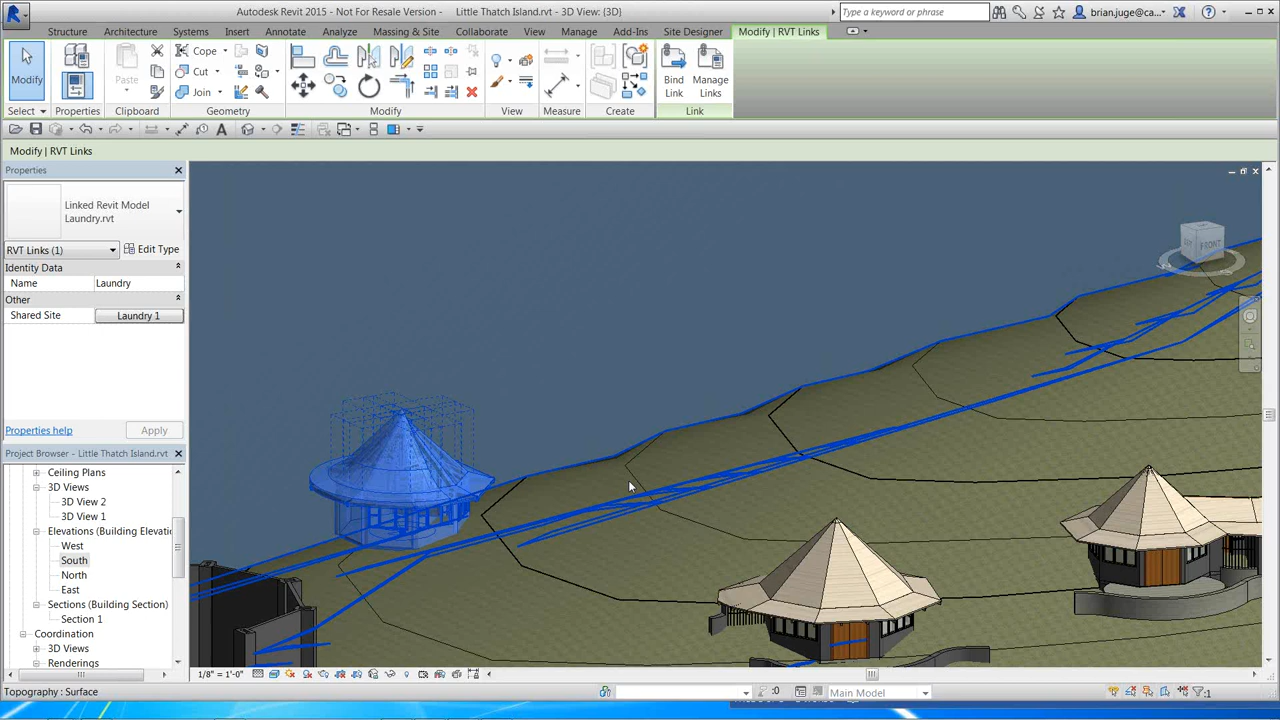 Autodesk Revit 2015 - Not For Resale Version - Little Thatch Island.rvt - 3D View: {3D}
Type a keyword or phrase
brian.juge@ca...
Structure Architecture Systems Insert Annotate Analyze Massing & Site Collaborate View Manage Add-Ins Site Designer Modify | RVT Links
Modify
Paste
Cope
Cut
Join
Bind Link
Manage Links
Select Properties Clipboard Geometry Modify View Measure Create Link
Modify | RVT Links
Properties
Linked Revit Model
Laundry.rvt
RVT Links (1)
Edit Type
Identity Data
Name Laundry
Other
Shared Site Laundry 1
Properties help
Apply
Project Browser - Little Thatch Island.rvt
Ceiling Plans
3D Views
3D View 2
3D View 1
Elevations (Building Elevatio
West
South
North
East
Sections (Building Section)
Section 1
Coordination
3D Views
Renderings
FRONT
1/8" = 1'-0"
Topography : Surface
:0
Main Model
:1